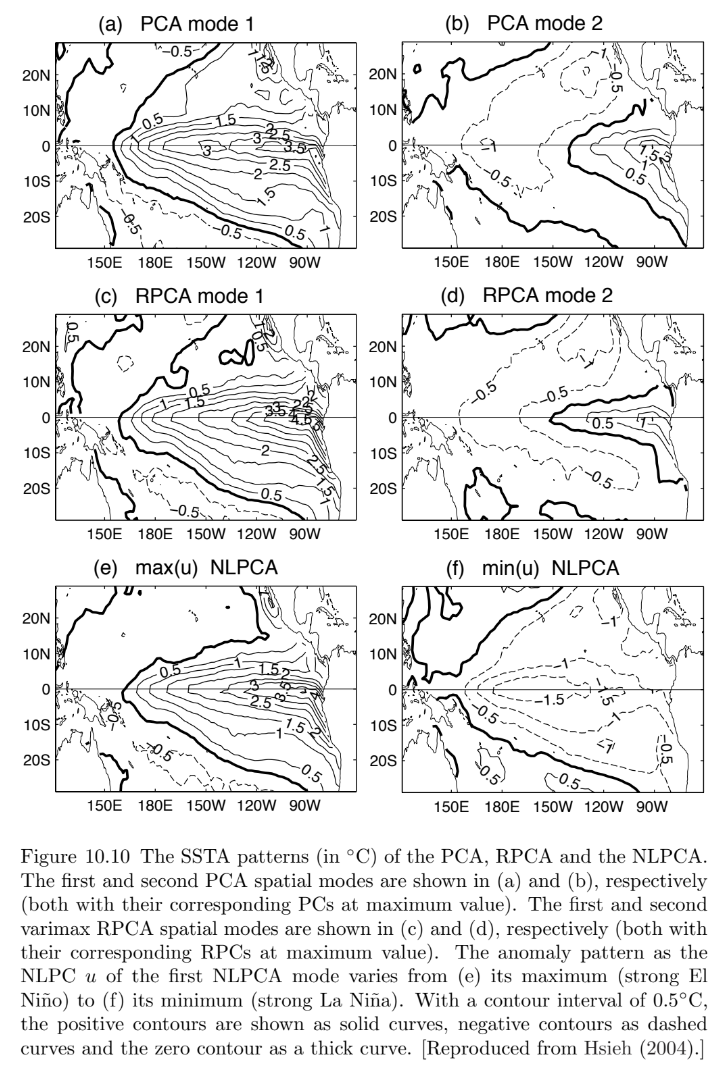 (a) PCA mode 1
(b) PCA mode 2
20N
10N
0
10S
20S
150E 180E 150W 120W 90W
−0.5
1.5
0.5
1.5
2
2.5
3
3.5
3
2.5
2
1.5
1
0.5
−0.5
−0.5
20N
10N
0
10S
20S
150E 180E 150W 120W 90W
−1
−0.5
−1
−0.5
1
1.5
0.5
(c) RPCA mode 1
(d) RPCA mode 2
20N
10N
0
10S
20S
150E 180E 150W 120W 90W
0.5
0.5
0.5
1
1.5
3.5
4.5
2
2.5
1.5
1
0.5
−0.5
20N
10N
0
10S
20S
150E 180E 150W 120W 90W
−1
−0.5
−0.5
0.5
1
−0.5
(e) max(u) NLPCA
(f) min(u) NLPCA
20N
10N
0
10S
20S
150E 180E 150W 120W 90W
0.5
1
1.5
2
3
3.5
2.5
1.5
2
1
0.5
0.5
−0.5
20N
10N
0
10S
20S
150E 180E 150W 120W 90W
−1
−1
−1.5
−1.5
−0.5
−1
−1
−0.5
−0.5
−0.5
Figure 10.10 The SSTA patterns (in °C) of the PCA, RPCA and the NLPCA.
The first and second PCA spatial modes are shown in (a) and (b), respectively
(both with their corresponding PCs at maximum value). The first and second
varimax RPCA spatial modes are shown in (c) and (d), respectively (both with
their corresponding RPCs at maximum value). The anomaly pattern as the
NLPC u of the first NLPCA mode varies from (e) its maximum (strong El
Niño) to (f) its minimum (strong La Niña). With a contour interval of 0.5°C,
the positive contours are shown as solid curves, negative contours as dashed
curves and the zero contour as a thick curve. [Reproduced from Hsieh (2004).]